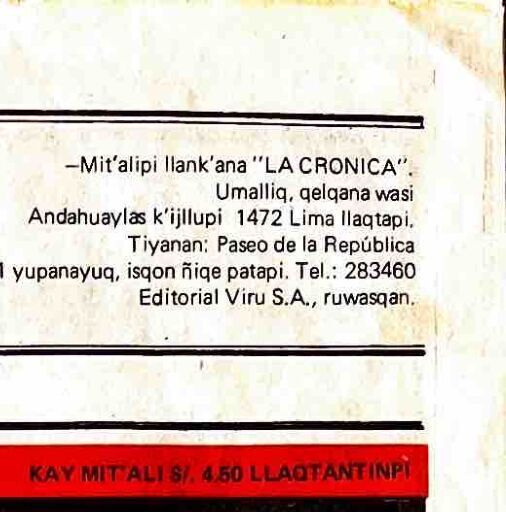 —Mit'alipi llank'ana "LA CRONICA".
Umalliq, qelqana wasi
Andahuaylas k'ijllupi 1472 Lima llaqtapi.
Tiyanan: Paseo de la República
1 yupanayuq, isqon ñiqe patapi. Tel.: 283460
Editorial Viru S.A., ruwasqan.
KAY MIT'ALI S/. 4.50 LLAQTANTINPI